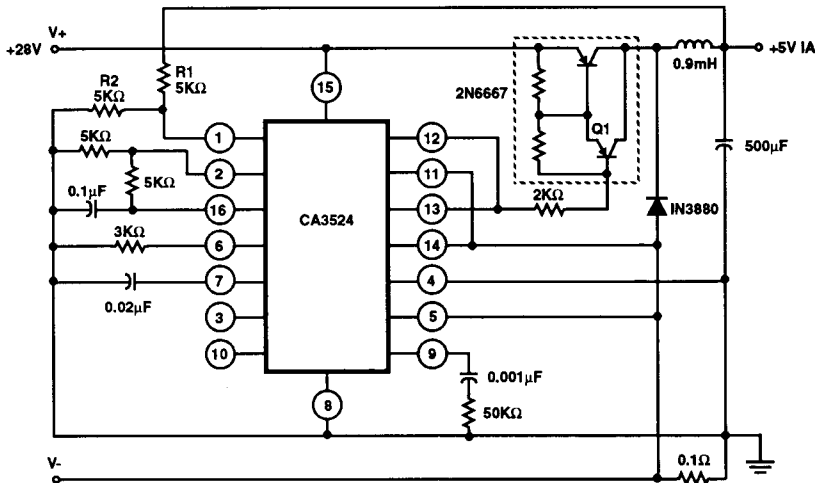 V+
+28V
R1
5KΩ
R2
5KΩ
5KΩ
5KΩ
0.1µF
3KΩ
0.02µF
1
2
16
6
7
3
10
15
CA3524
8
12
11
13
14
4
5
9
2N6667
Q1
2KΩ
0.001µF
50KΩ
0.9mH
+5V IA
500µF
IN3880
0.1Ω
V-